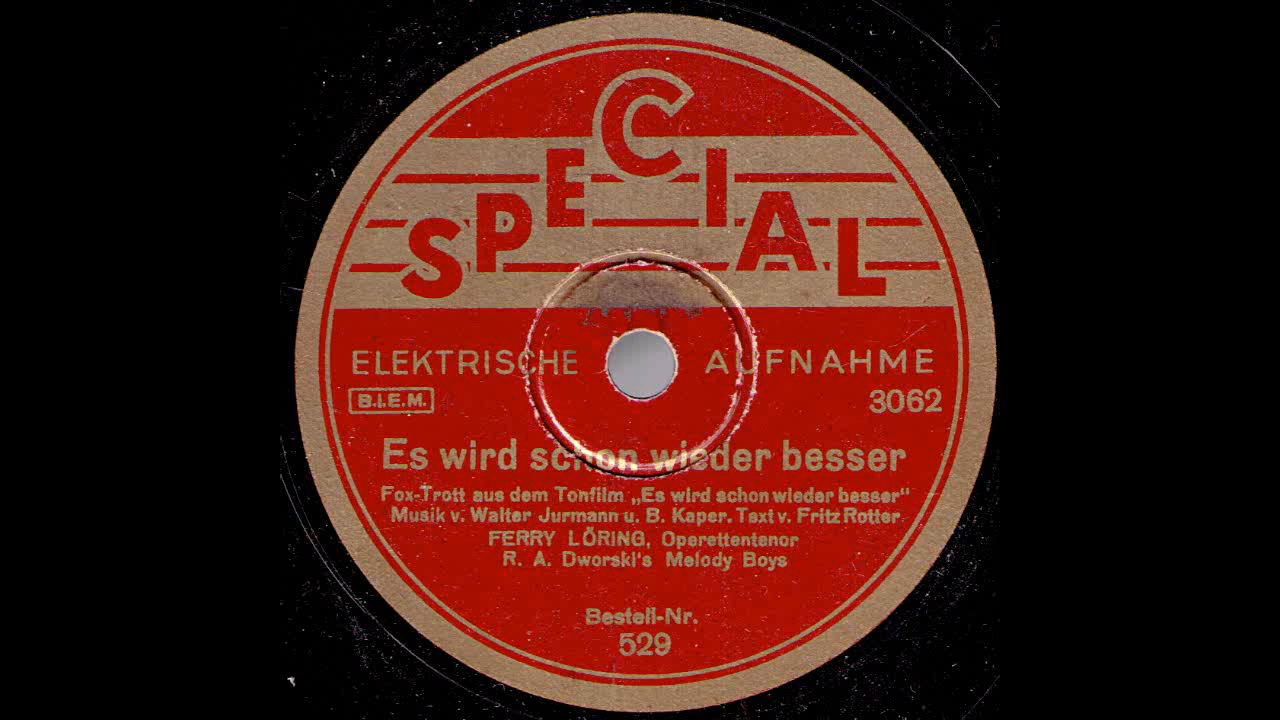 SPECIAL
ELEKTRISCHE AUFNAHME
B.I.E.M. 3062
Es wird schon wieder besser
Fox-Trott aus dem Tonfilm „Es wird schon wieder besser"
Musik v. Walter Jurmann u. B. Kaper. Text v. Fritz Rotter
FERRY LÖRING, Operettentenor
R. A. Dworski's Melody Boys
Bestell-Nr.
529